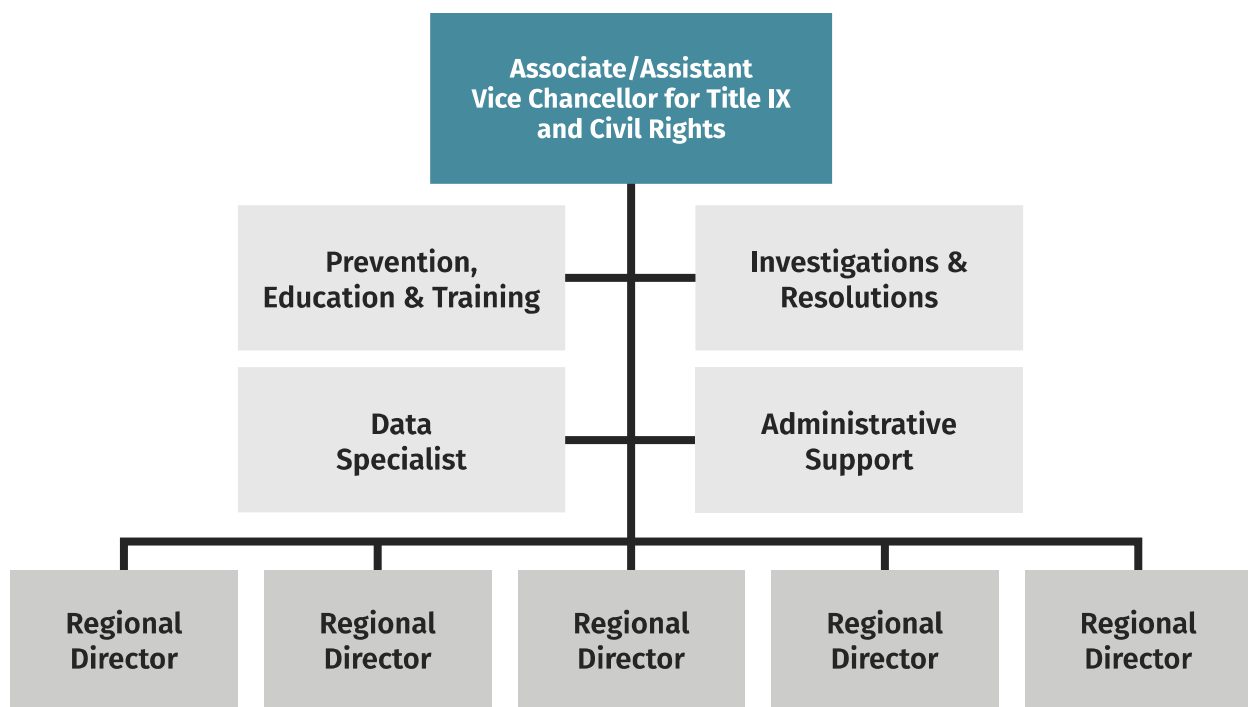 Associate/Assistant
Vice Chancellor for Title IX
and Civil Rights
Prevention,
Education & Training
Investigations &
Resolutions
Data
Specialist
Administrative
Support
Regional
Director
Regional
Director
Regional
Director
Regional
Director
Regional
Director